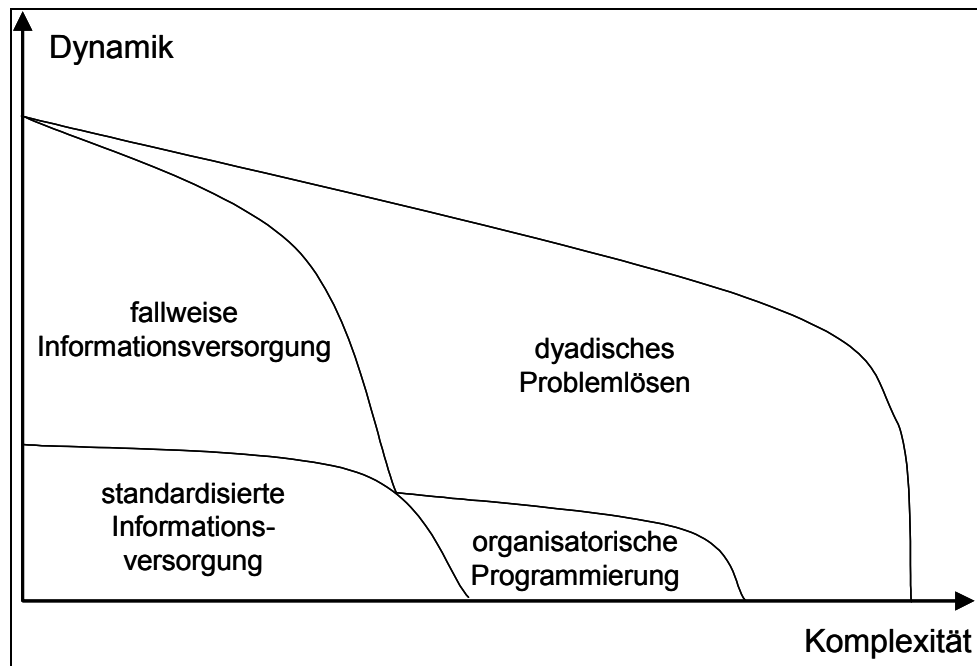 Dynamik
fallweise
Informationsversorgung
dyadisches
Problemlösen
standardisierte
Informations-
versorgung
organisatorische
Programmierung
Komplexität